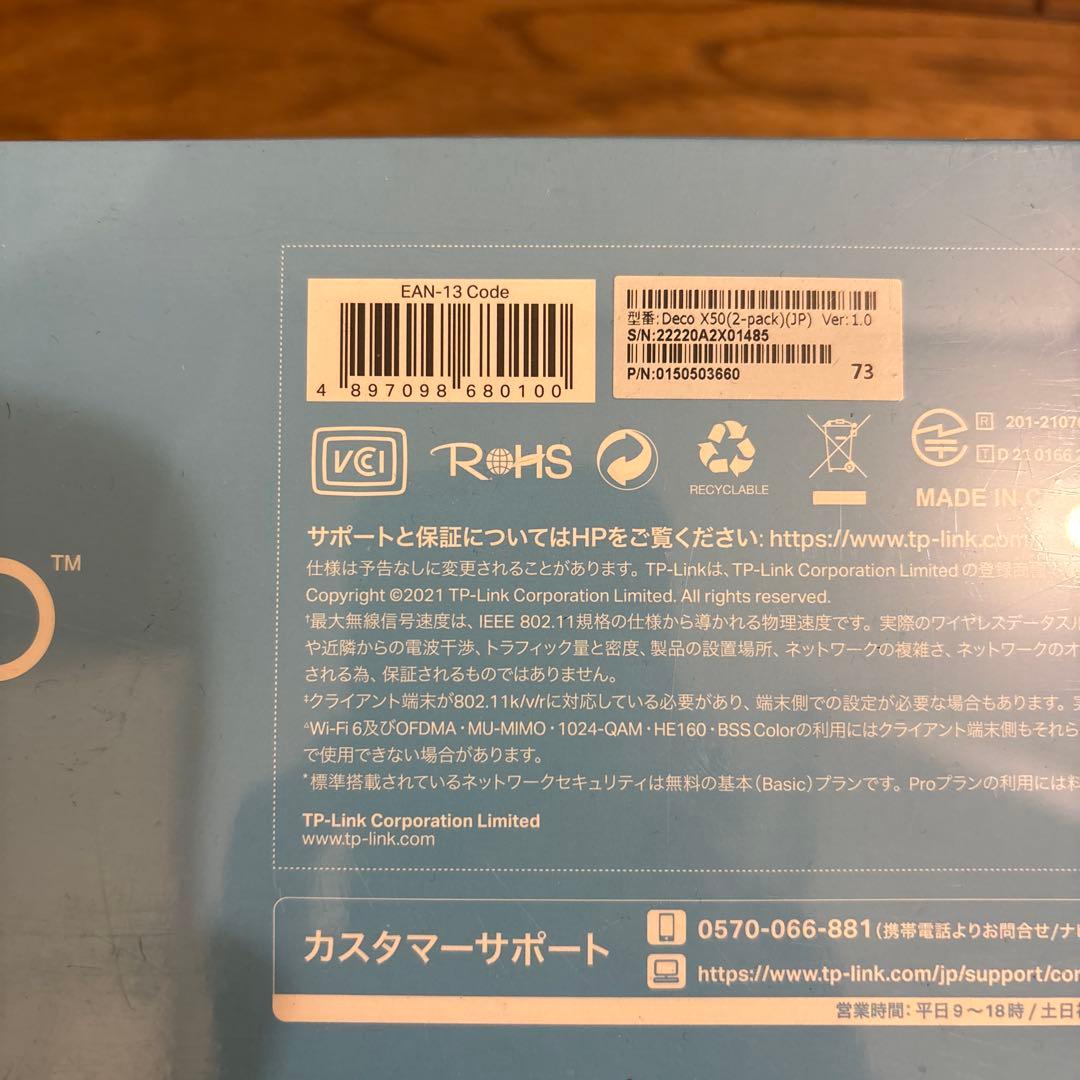 EAN-13 Code
4 897098 680100
型番:Deco X50(2-pack)(JP) Ver:1.0
S/N:22220A2X01485
P/N:0150503660 73
VCI
RoHS
RECYCLABLE
R 201-2107
T D 210166
MADE IN
TM
サポートと保証についてはHPをご覧ください: https://www.tp-link.com
仕様は予告なしに変更されることがあります。TP-Linkは、TP-Link Corporation Limited の登録商標
Copyright ©2021 TP-Link Corporation Limited. All rights reserved.
†最大無線信号速度は、IEEE 802.11規格の仕様から導かれる物理速度です。実際のワイヤレスデータス
や近隣からの電波干渉、トラフィック量と密度、製品の設置場所、ネットワークの複雑さ、ネットワークのオ
される為、保証されるものではありません。
‡クライアント端末が802.11k/v/rに対応している必要があり、端末側での設定が必要な場合もあります。
△Wi-Fi 6及びOFDMA・MU-MIMO・1024-QAM・HE160・BSS Colorの利用にはクライアント端末側もそれら
で使用できない場合があります。
*標準搭載されているネットワークセキュリティは無料の基本(Basic)プランです。Proプランの利用には料
TP-Link Corporation Limited
www.tp-link.com
カスタマーサポート
0570-066-881(携帯電話よりお問合せ/ナビ
https://www.tp-link.com/jp/support/con
営業時間: 平日9～18時 / 土日祝